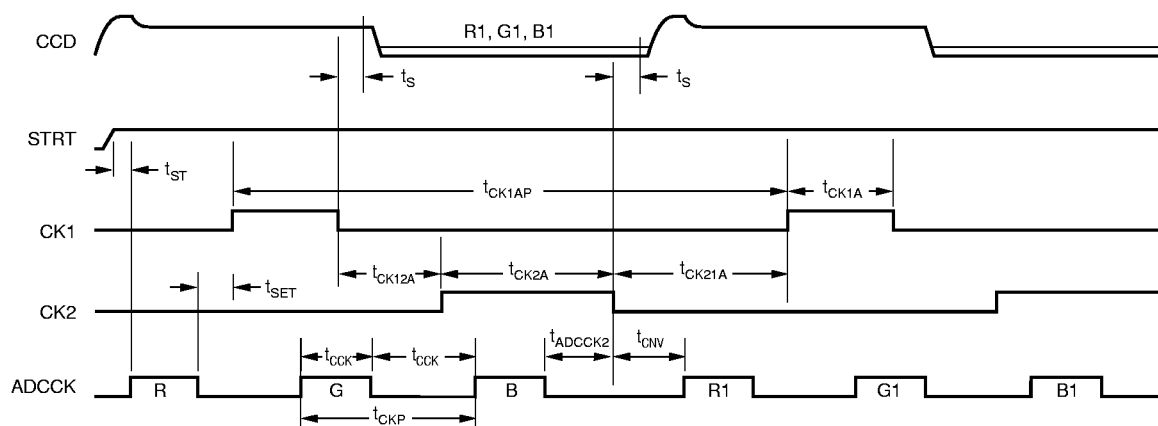 CCD
R1, G1, B1
tS
tS
STRT
tST
tCK1AP
tCK1A
CK1
tCK12A
tCK2A
tCK21A
tSET
CK2
tADCCK2
tCNV
tCCK
tCCK
ADCCK
R
G
B
R1
G1
B1
tCKP